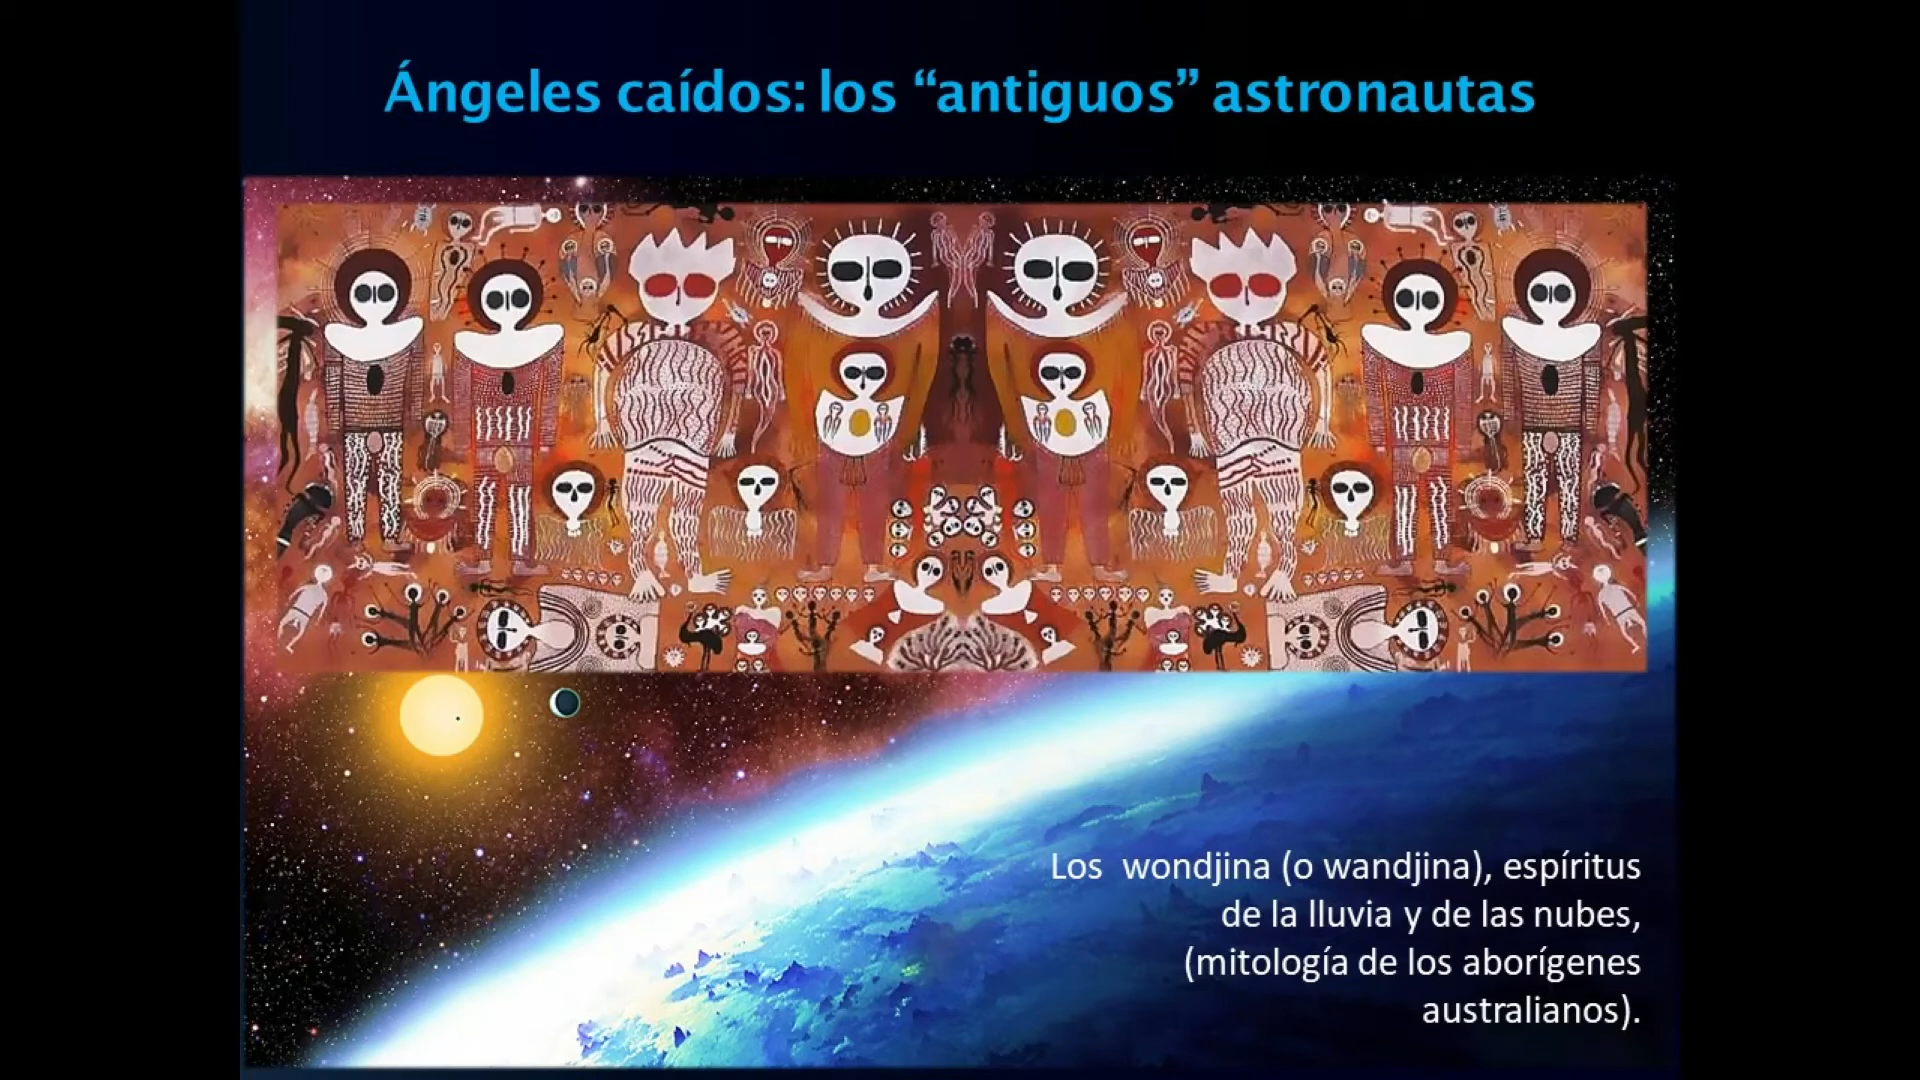 Ángeles caídos: los “antiguos” astronautas
Los wondjina (o wandjina), espíritus
de la lluvia y de las nubes,
(mitología de los aborígenes
australianos).